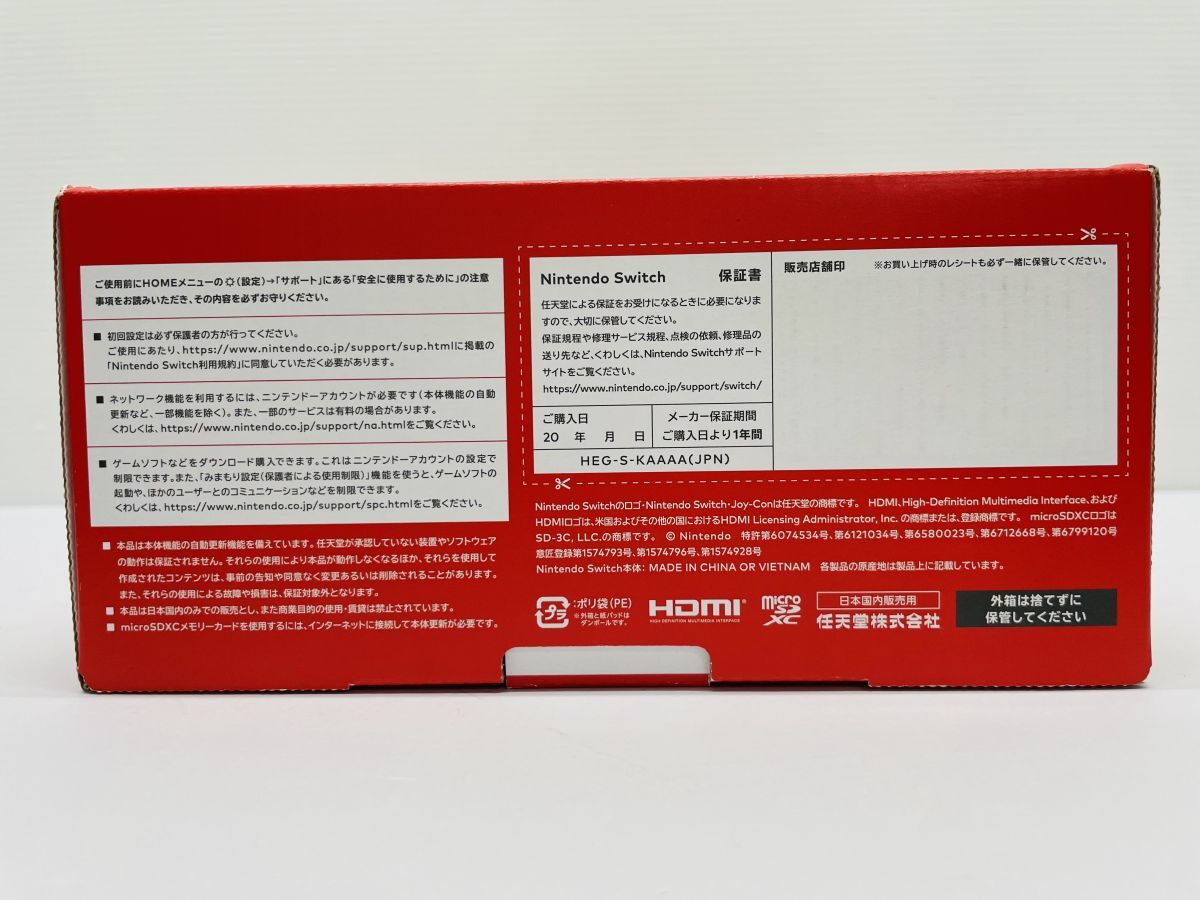 ご使用前にHOMEメニューの(設定)→「サポート」にある「安全に使用するために」の注意
事項をお読みいただき、その内容を必ずお守りください。
■ 初回設定は必ず保護者の方が行ってください。
ご使用にあたり、https://www.nintendo.co.jp/support/sup.htmlに掲載の
「Nintendo Switch利用規約」に同意していただく必要があります。
■ ネットワーク機能を利用するには、ニンテンドーアカウントが必要です(本体機能の自動
更新など、一部機能を除く)。また、一部のサービスは有料の場合があります。
くわしくは、https://www.nintendo.co.jp/support/na.htmlをご覧ください。
■ ゲームソフトなどをダウンロード購入できます。これはニンテンドーアカウントの設定で
制限できます。また、「みまもり設定(保護者による使用制限)」機能を使うと、ゲームソフトの
起動や、ほかのユーザーとのコミュニケーションなどを制限できます。
くわしくは、https://www.nintendo.co.jp/support/spc.htmlをご覧ください。
■ 本品は本体機能の自動更新機能を備えています。任天堂が承認していない装置やソフトウェア
の動作は保証されません。それらの使用により本品が動作しなくなるほか、それらを使用して
作成されたコンテンツは、事前の告知や同意なく変更あるいは削除されることがあります。
また、それらの使用による故障や損害は、保証対象外となります。
■ 本品は日本国内のみでの販売とし、また商業目的の使用・賃貸は禁止されています。
■ microSDXCメモリーカードを使用するには、インターネットに接続して本体更新が必要です。
Nintendo Switch 保証書
任天堂による保証をお受けになるときに必要になりま
すので、大切に保管してください。
保証規程や修理サービス規程、点検の依頼、修理品の
送り先など、くわしくは、Nintendo Switchサポート
サイトをご覧ください。
https://www.nintendo.co.jp/support/switch/
ご購入日
20 年 月 日
メーカー保証期間
ご購入日より1年間
HEG-S-KAAAA(JPN)
販売店舗印 ※お買い上げ時のレシートも必ず一緒に保管してください。
Nintendo Switchのロゴ・Nintendo Switch・Joy-Conは任天堂の商標です。 HDMI、High-Definition Multimedia Interface、および
HDMIロゴは、米国およびその他の国におけるHDMI Licensing Administrator, Inc. の商標または、登録商標です。 microSDXCロゴは
SD-3C, LLC.の商標です。 © Nintendo 特許第6074534号、第6121034号、第6580023号、第6712668号、第6799120号
意匠登録第1574793号、第1574796号、第1574928号
Nintendo Switch本体: MADE IN CHINA OR VIETNAM 各製品の原産地は製品上に記載しています。
プラ :ポリ袋(PE)
※外箱と紙パッドは
ダンボールです。
HDMI
HIGH DEFINITION MULTIMEDIA INTERFACE
micro
SD
XC
日本国内販売用
任天堂株式会社
外箱は捨てずに
保管してください